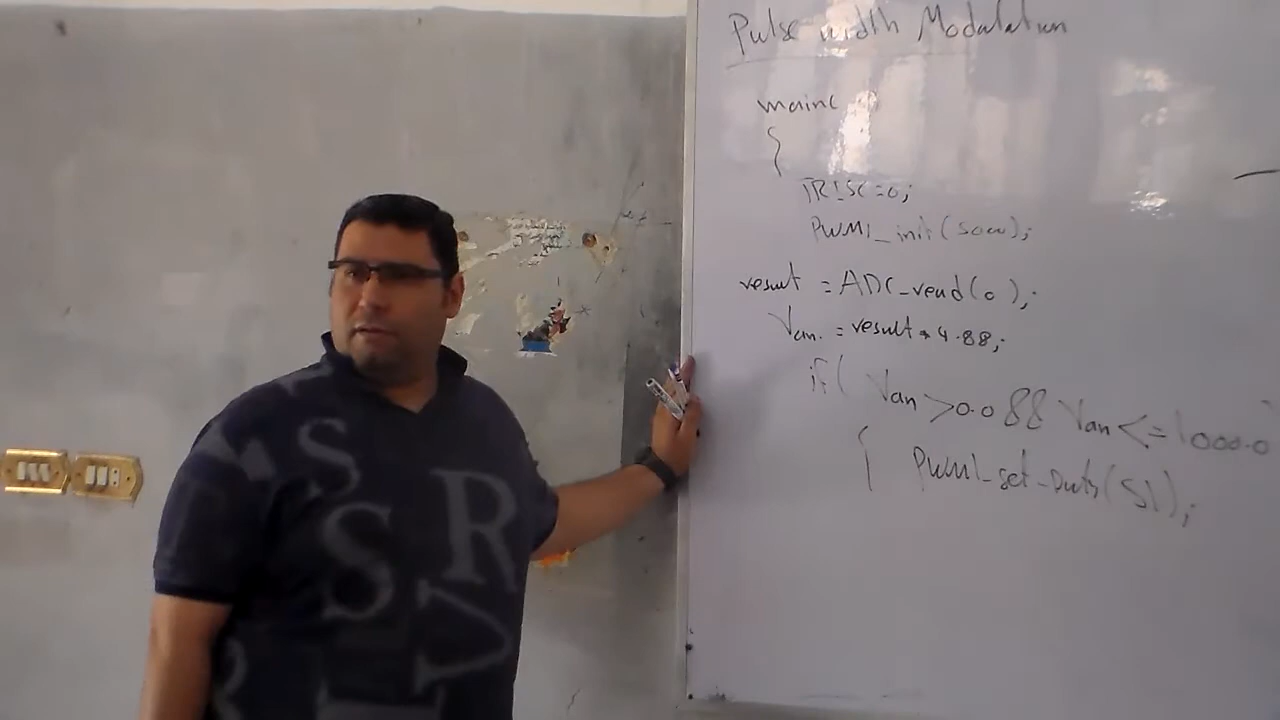 Pulse width Modulation
main(
{
TRISC=0;
PWM1_init(5000);
result = ADC_read(0);
Van. = result * 4.88;
if( Van >0.0 && Van <= 1000.0
{ PWM1_set_Duty(51);
S
S R